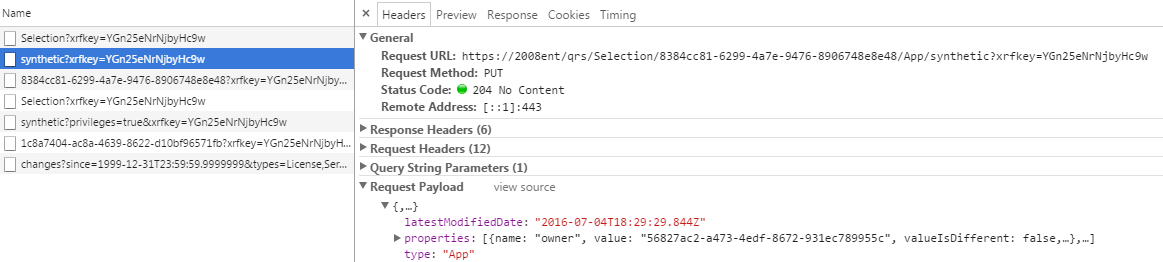 Name
Selection?xrfkey=YGn25eNrNjbyHc9w
synthetic?xrfkey=YGn25eNrNjbyHc9w
8384cc81-6299-4a7e-9476-8906748e8e48?xrfkey=YGn25eNrNjby...
Selection?xrfkey=YGn25eNrNjbyHc9w
synthetic?privileges=true&xrfkey=YGn25eNrNjbyHc9w
1c8a7404-ac8a-4639-8622-d10bf96571fb?xrfkey=YGn25eNrNjbyH...
changes?since=1999-12-31T23:59:59.9999999&types=License,Ser...
× Headers Preview Response Cookies Timing
General
Request URL: https://2008ent/qrs/Selection/8384cc81-6299-4a7e-9476-8906748e8e48/App/synthetic?xrfkey=YGn25eNrNjbyHc9w
Request Method: PUT
Status Code: 204 No Content
Remote Address: [::1]:443
Response Headers (6)
Request Headers (12)
Query String Parameters (1)
Request Payload view source
{,…}
latestModifiedDate: "2016-07-04T18:29:29.844Z"
properties: [{name: "owner", value: "56827ac2-a473-4edf-8672-931ec789955c", valueIsDifferent: false,…},…]
type: "App"